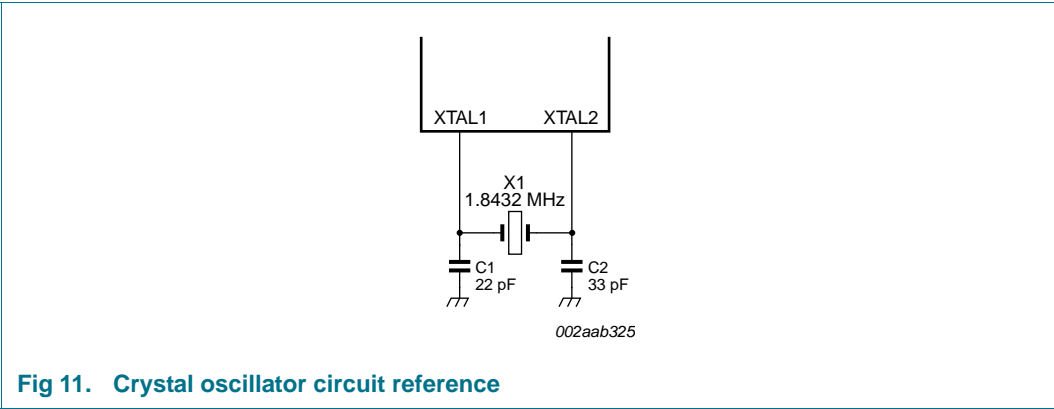 XTAL1 XTAL2
X1
1.8432 MHz
C1 C2
22 pF 33 pF
002aab325
Fig 11. Crystal oscillator circuit reference